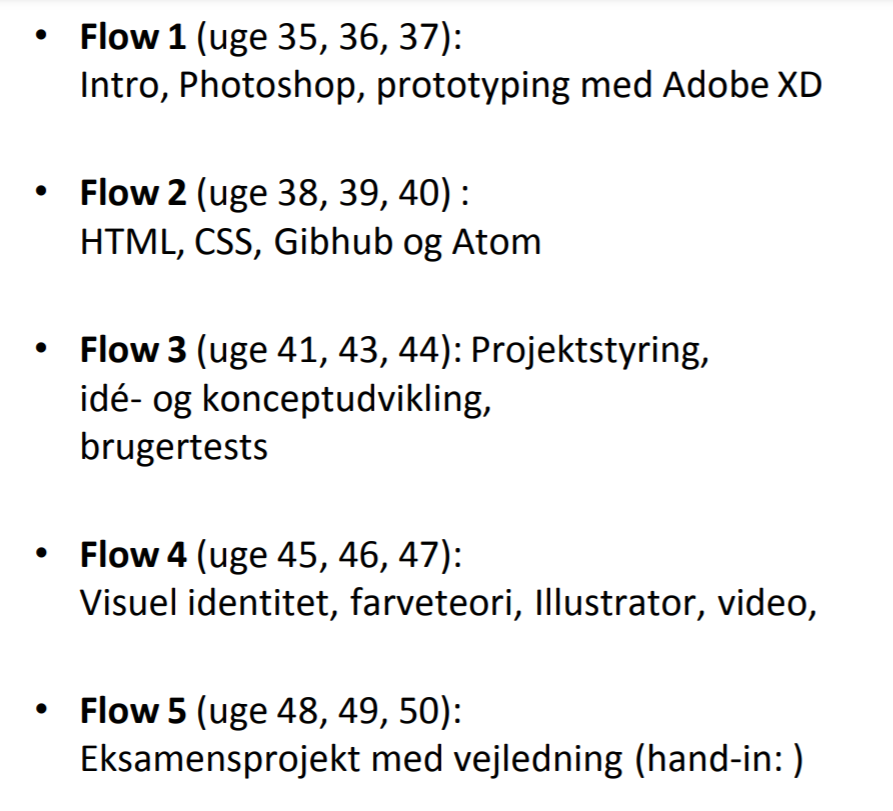 • Flow 1 (uge 35, 36, 37):
Intro, Photoshop, prototyping med Adobe XD
• Flow 2 (uge 38, 39, 40) :
HTML, CSS, Gibhub og Atom
• Flow 3 (uge 41, 43, 44): Projektstyring,
idé- og konceptudvikling,
brugertests
• Flow 4 (uge 45, 46, 47):
Visuel identitet, farveteori, Illustrator, video,
• Flow 5 (uge 48, 49, 50):
Eksamensprojekt med vejledning (hand-in: )